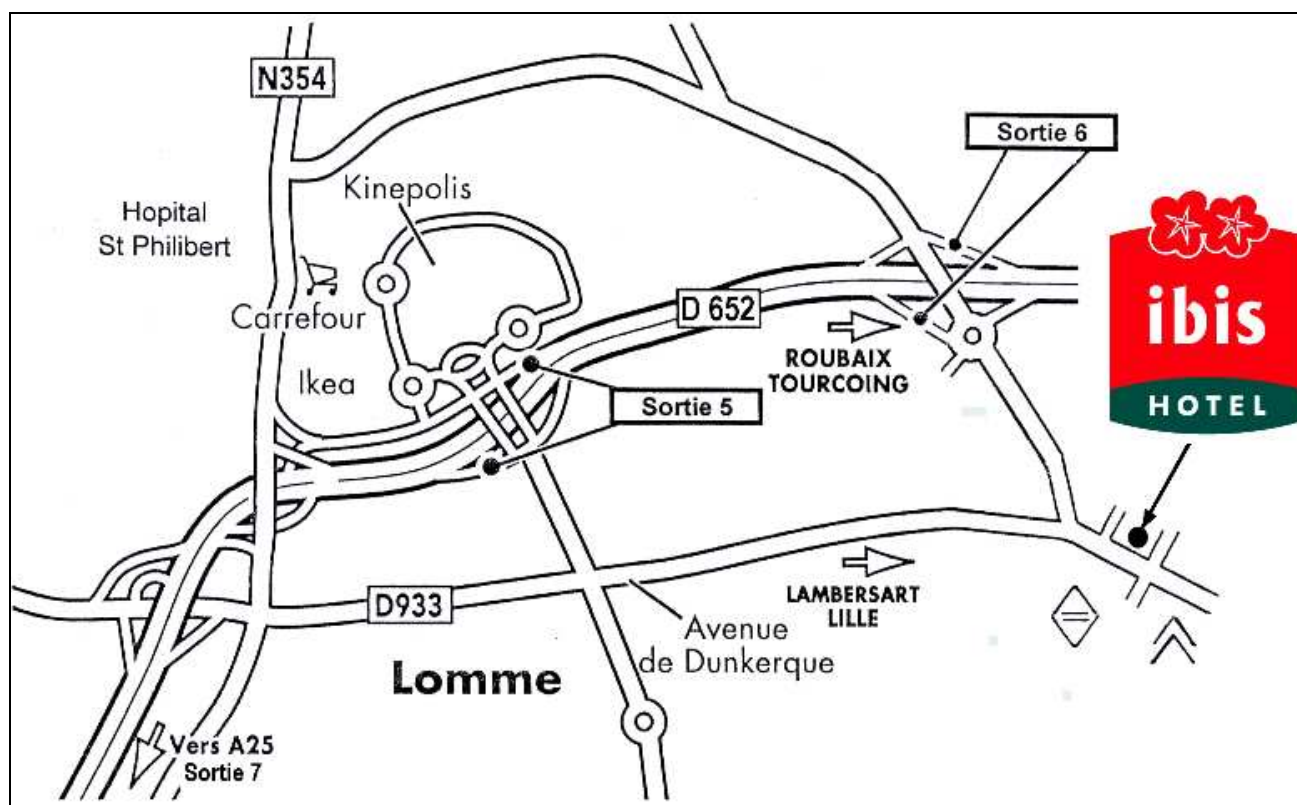 N354
Sortie 6
Kinepolis
Hopital
St Philibert
ibis
HOTEL
Carrefour
D 652
ROUBAIX
TOURCOING
Ikea
Sortie 5
D933
LAMBERSART
LILLE
Avenue
de Dunkerque
Lomme
Vers A25
Sortie 7